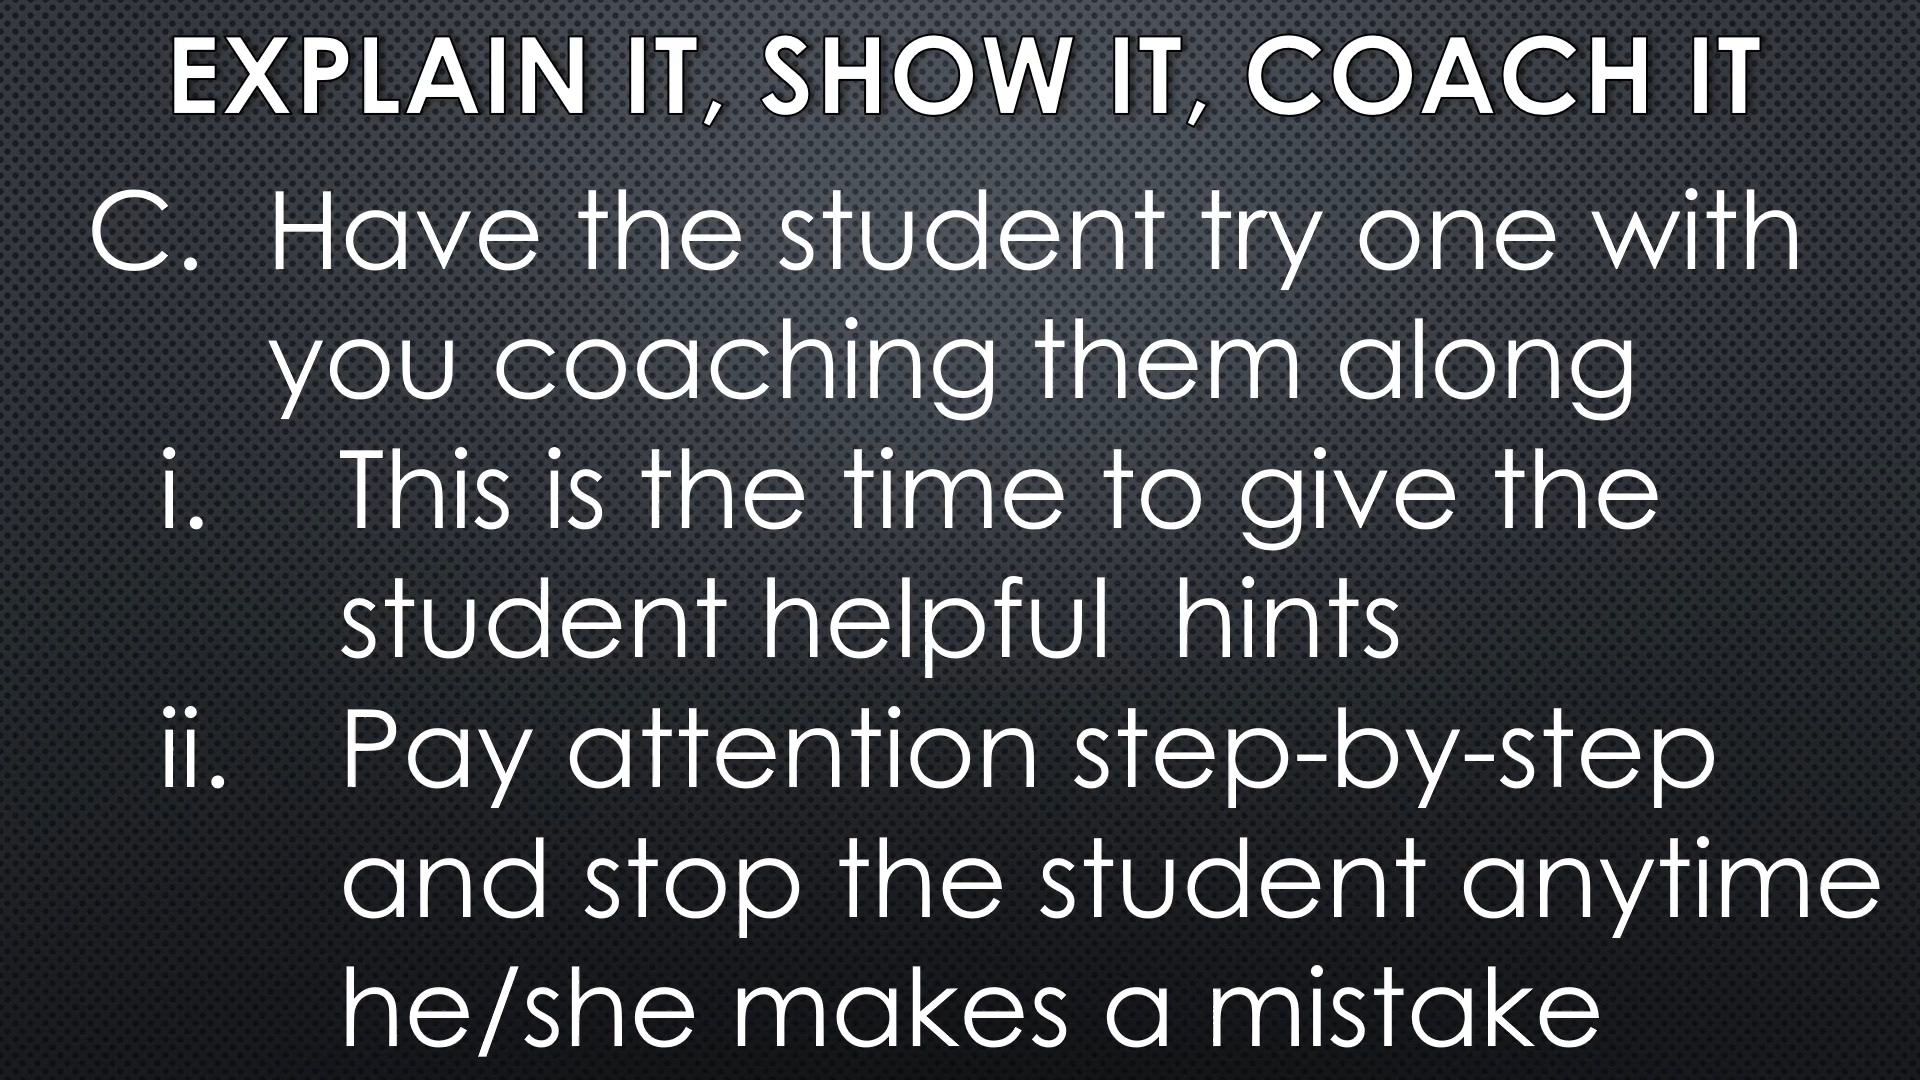 EXPLAIN IT, SHOW IT, COACH IT
C. Have the student try one with
you coaching them along
i. This is the time to give the
student helpful  hints
ii. Pay attention step-by-step
and stop the student anytime
he/she makes a mistake